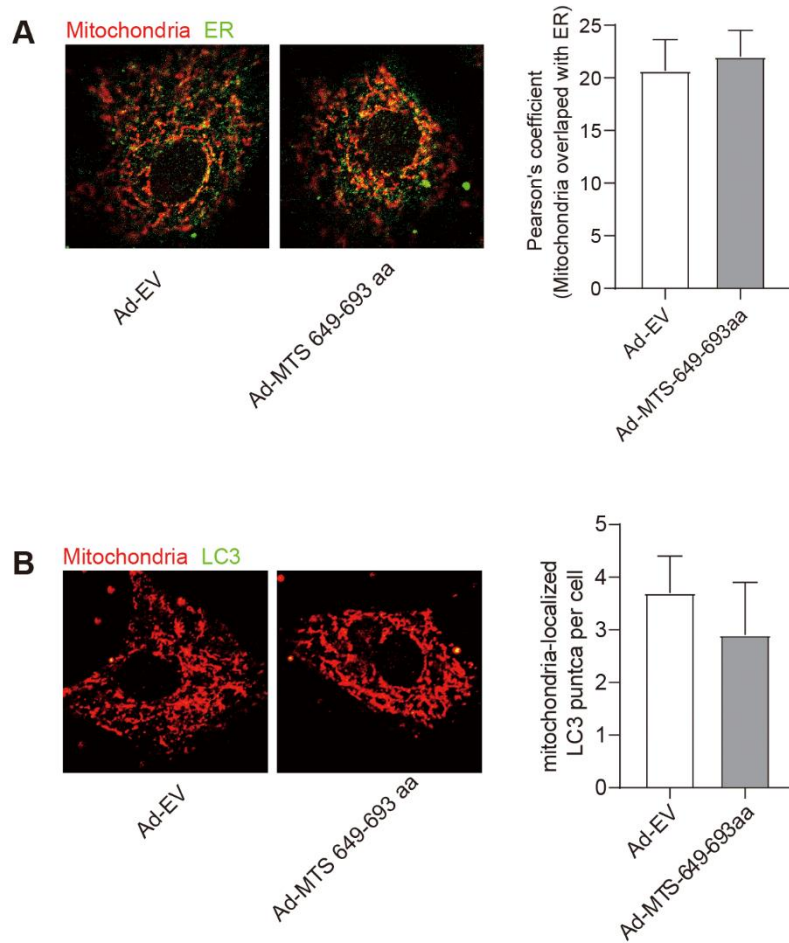 A
Mitochondria ER
Ad-EV
Ad-MTS 649-693 aa
Pearson's coefficient
(Mitochondria overlaped with ER)
25
20
15
10
5
0
Ad-EV
Ad-MTS-649-693aa
B
Mitochondria LC3
Ad-EV
Ad-MTS 649-693 aa
mitochondria-localized
LC3 puntca per cell
5
4
3
2
1
0
Ad-EV
Ad-MTS-649-693aa